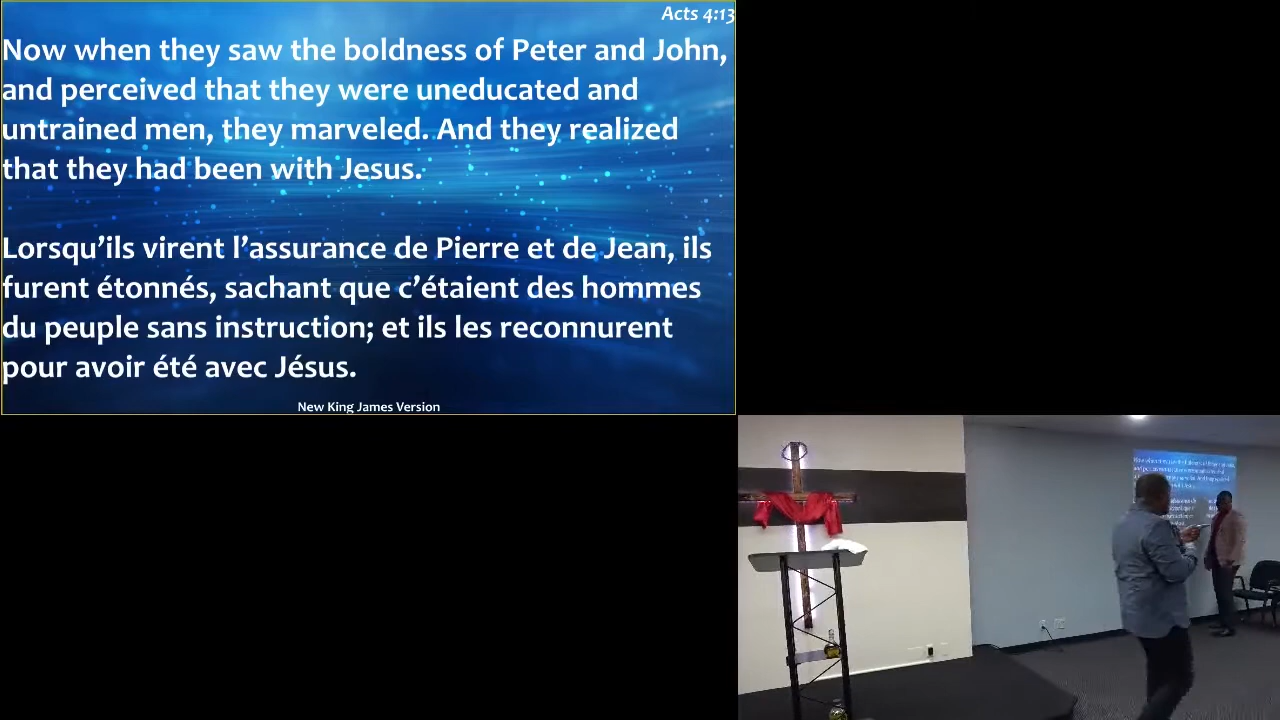 Acts 4:13
Now when they saw the boldness of Peter and John,
and perceived that they were uneducated and
untrained men, they marveled. And they realized
that they had been with Jesus.
Lorsqu’ils virent l’assurance de Pierre et de Jean, ils
furent étonnés, sachant que c’étaient des hommes
du peuple sans instruction; et ils les reconnurent
pour avoir été avec Jésus.
New King James Version